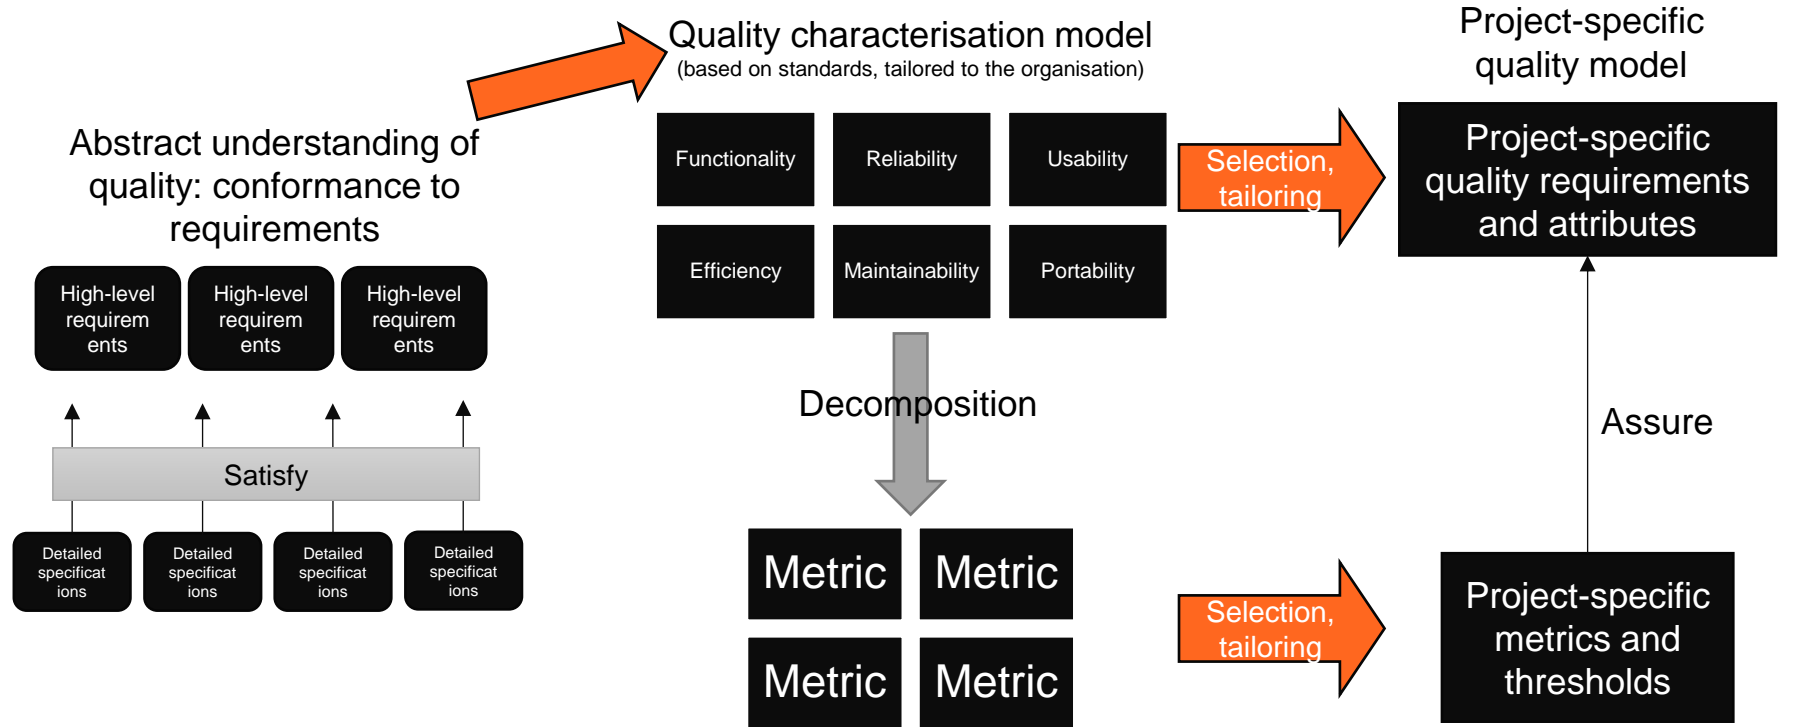 Abstract understanding of
quality: conformance to
requirements
High-level
requirem
ents
High-level
requirem
ents
High-level
requirem
ents
Satisfy
Detailed
specificat
ions
Detailed
specificat
ions
Detailed
specificat
ions
Detailed
specificat
ions
Quality characterisation model
(based on standards, tailored to the organisation)
Functionality
Reliability
Usability
Efficiency
Maintainability
Portability
Decomposition
Metric
Metric
Metric
Metric
Selection,
tailoring
Selection,
tailoring
Project-specific
quality model
Project-specific
quality requirements
and attributes
Assure
Project-specific
metrics and
thresholds